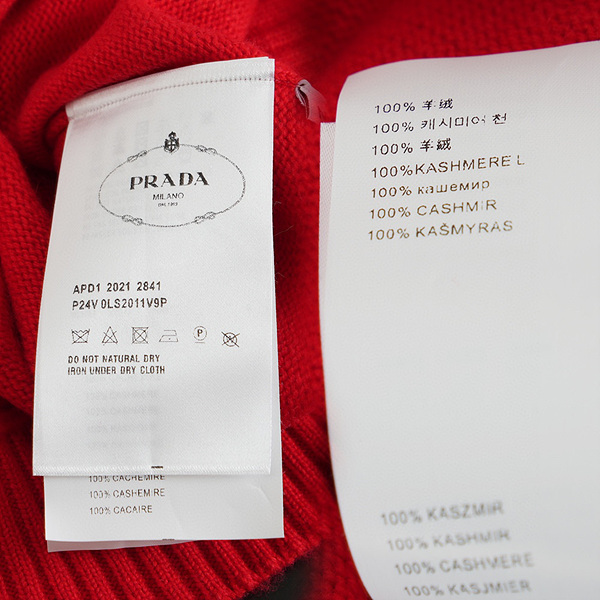 PRADA
MILANO
DAL 1913
APD1 2021 2841
P24V 0LS2011V9P
P
DO NOT NATURAL DRY
IRON UNDER DRY CLOTH
100% CACHEMIRE
100% CASHEMIRE
100% CACAIRE
100% 羊绒
100% 캐시미어 천
100% 羊絨
100%KASHMERE L
100% кашемир
100% CASHMIR
100% KAŠMYRAS
100% KASZMIR
100% KASHMIR
100% CASHMERE
100% KASJMIER